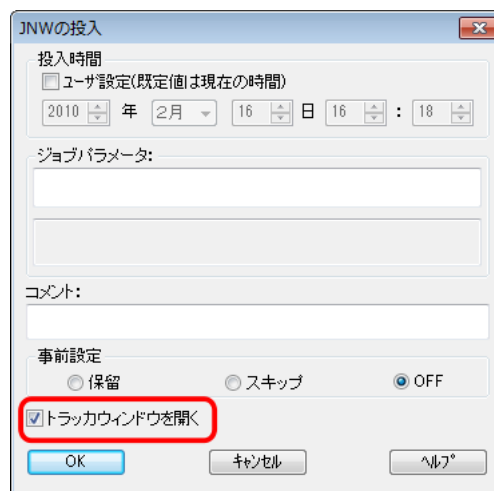 JNWの投入
投入時間
ユーザ設定(既定値は現在の時間)
2010 年 2月 16 日 16 : 18
ジョブパラメータ:
コメント:
事前設定
保留 スキップ OFF
トラッカウィンドウを開く
OK キャンセル ヘルプ